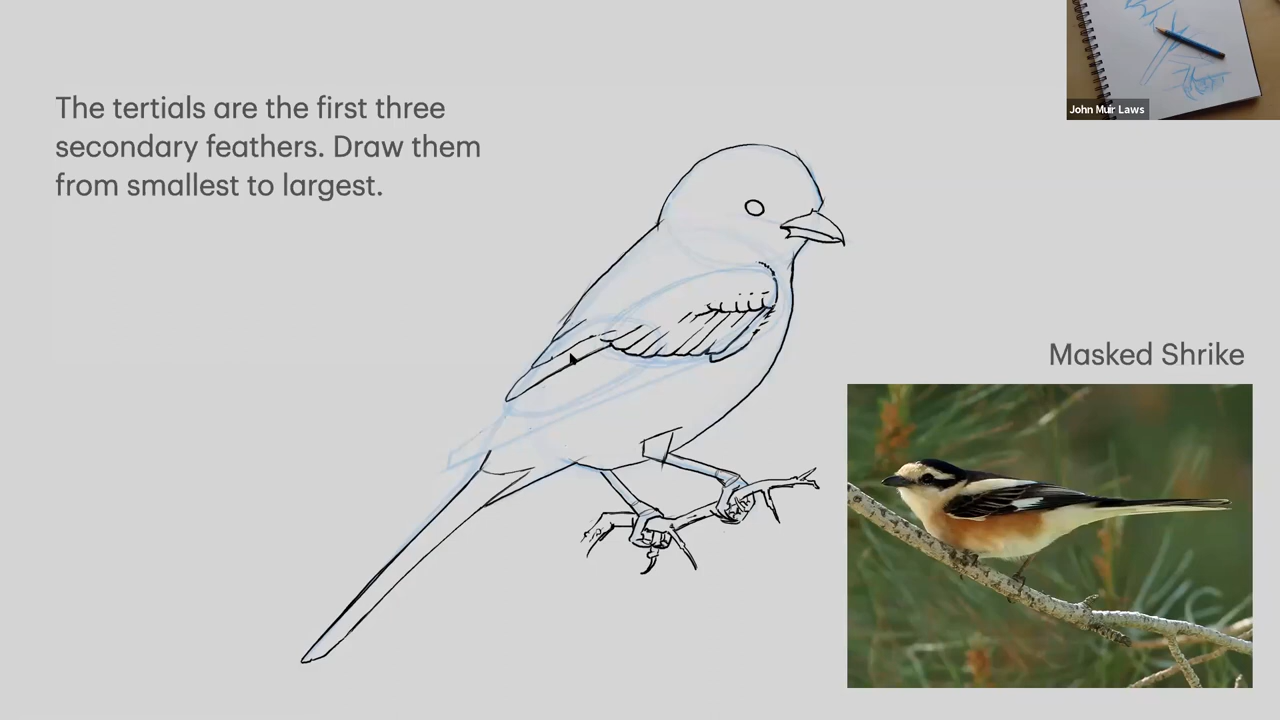 The tertials are the first three
secondary feathers. Draw them
from smallest to largest.
John Muir Laws
Masked Shrike